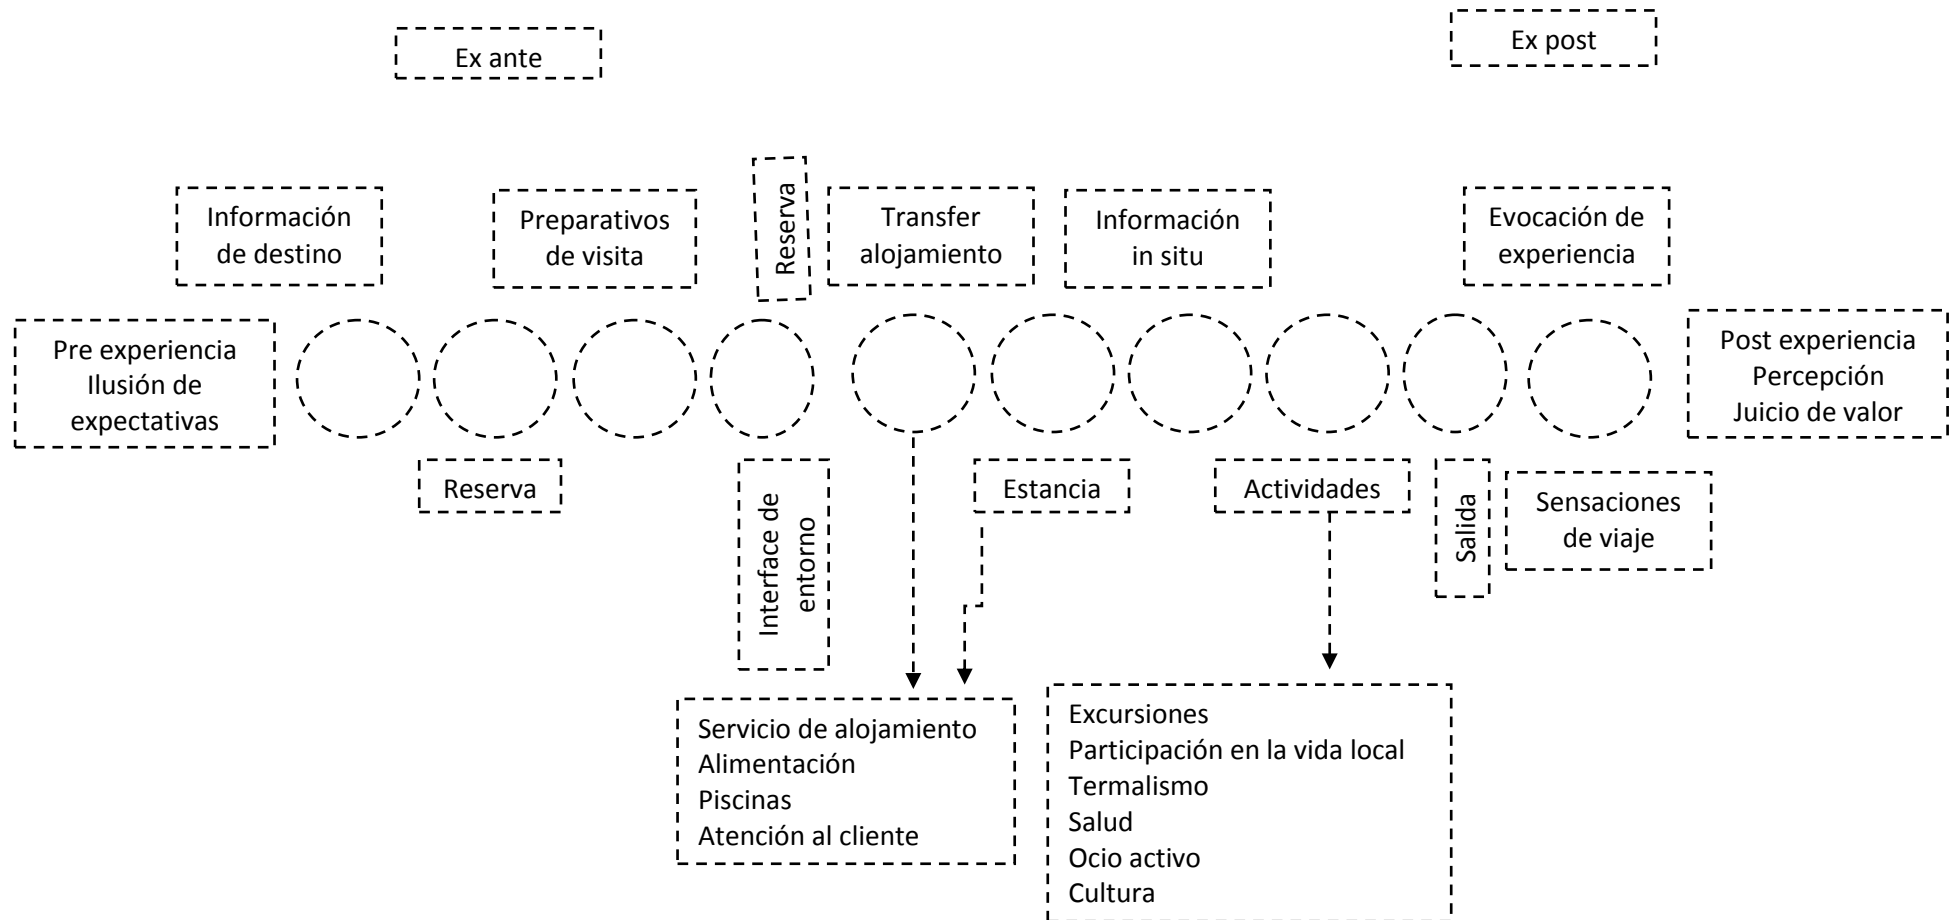 Ex ante
Ex post
Información
de destino
Preparativos
de visita
Reserva
Transfer
alojamiento
Información
in situ
Evocación de
experiencia
Pre experiencia
Ilusión de
expectativas
Post experiencia
Percepción
Juicio de valor
Reserva
Interface de
entorno
Estancia
Actividades
Salida
Sensaciones
de viaje
Servicio de alojamiento
Alimentación
Piscinas
Atención al cliente
Excursiones
Participación en la vida local
Termalismo
Salud
Ocio activo
Cultura